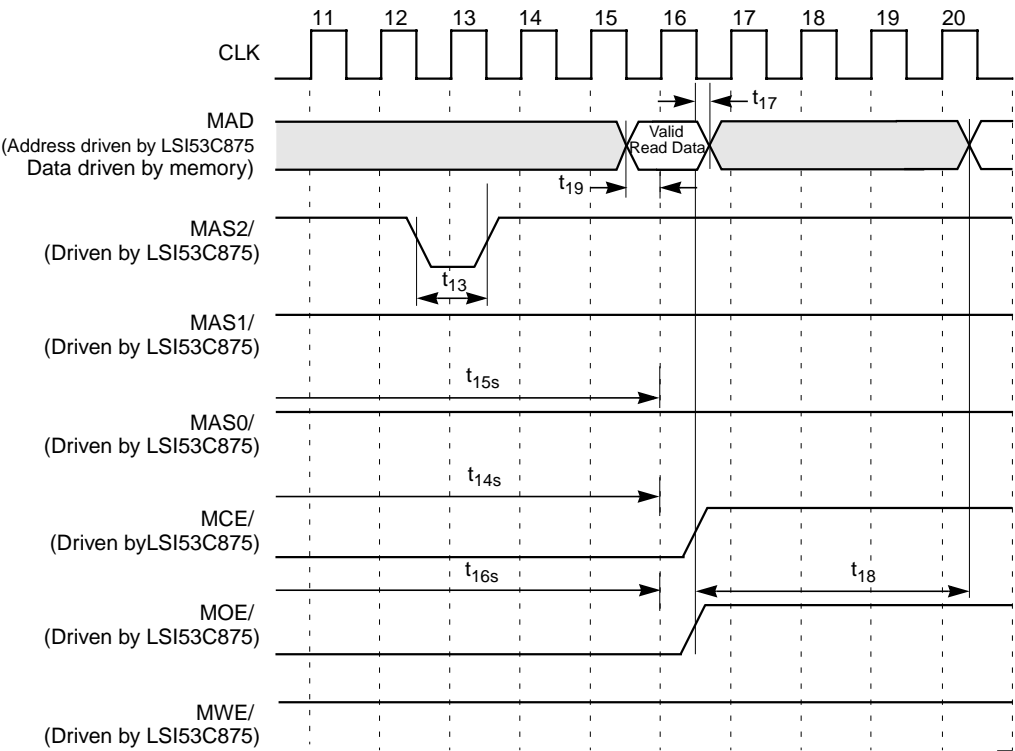 11 12 13 14 15 16 17 18 19 20
CLK
t17
MAD
(Address driven by LSI53C875
Data driven by memory)
Valid
Read Data
t19
MAS2/
(Driven by LSI53C875)
t13
MAS1/
(Driven by LSI53C875)
t15s
MAS0/
(Driven by LSI53C875)
t14s
MCE/
(Driven byLSI53C875)
t16s
t18
MOE/
(Driven by LSI53C875)
MWE/
(Driven by LSI53C875)